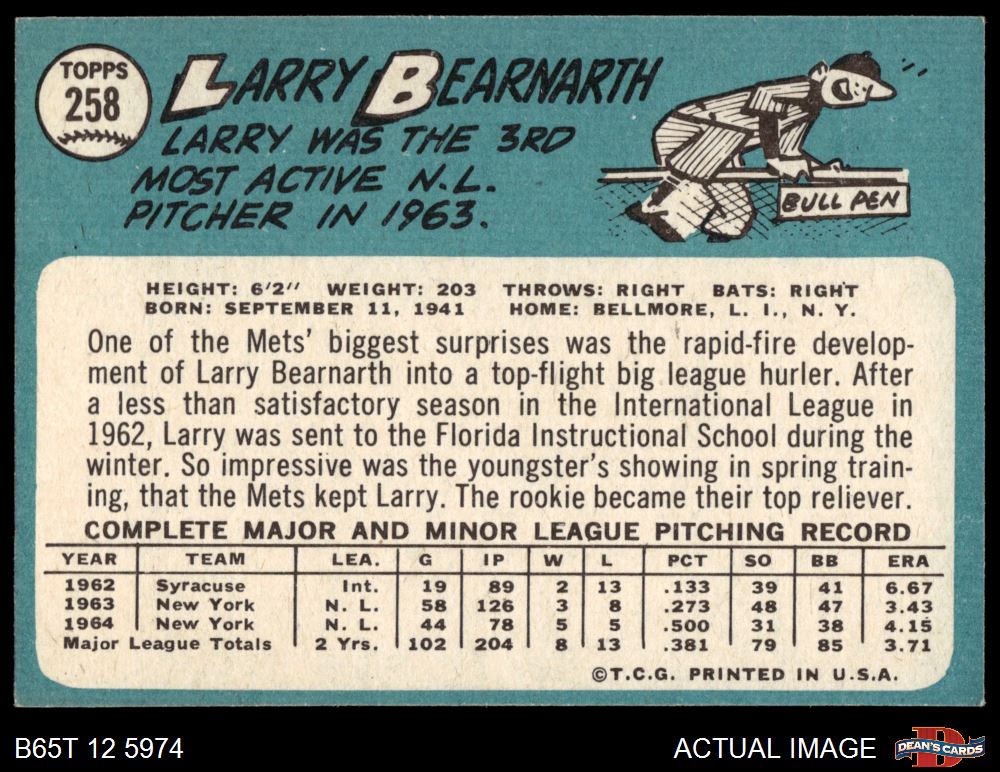 TOPPS
258
LARRY BEARNARTH
LARRY WAS THE 3RD
MOST ACTIVE N.L.
PITCHER IN 1963.
BULL PEN
HEIGHT: 6'2" WEIGHT: 203 THROWS: RIGHT BATS: RIGHT
BORN: SEPTEMBER 11, 1941 HOME: BELLMORE, L. I., N. Y.
One of the Mets' biggest surprises was the rapid-fire develop-
ment of Larry Bearnarth into a top-flight big league hurler. After
a less than satisfactory season in the International League in
1962, Larry was sent to the Florida Instructional School during the
winter. So impressive was the youngster's showing in spring train-
ing, that the Mets kept Larry. The rookie became their top reliever.
COMPLETE MAJOR AND MINOR LEAGUE PITCHING RECORD
YEAR TEAM LEA. G IP W L PCT SO BB ERA
1962 Syracuse Int. 19 89 2 13 .133 39 41 6.67
1963 New York N. L. 58 126 3 8 .273 48 47 3.43
1964 New York N. L. 44 78 5 5 .500 31 38 4.15
Major League Totals 2 Yrs. 102 204 8 13 .381 79 85 3.71
©T.C.G. PRINTED IN U.S.A.
B65T 12 5974
ACTUAL IMAGE
D
DEAN'S CARDS